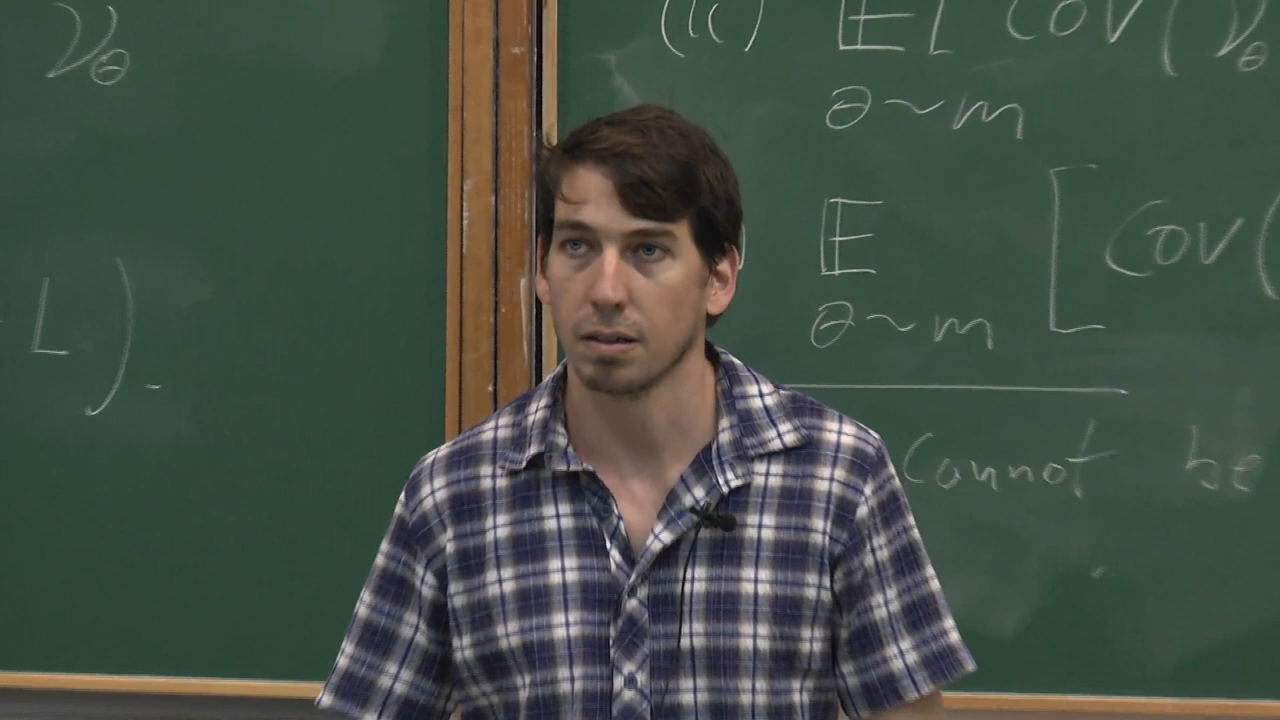 ν_θ
L) -
(ii) 𝔼[ Cov( ν_θ
θ ~ m
) 𝔼 [ Cov(
θ ~ m
Cannot be